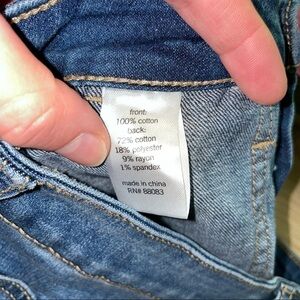 front:
100% cotton
back:
72% cotton
18% polyester
9% rayon
1% spandex
made in china
RN# 88083